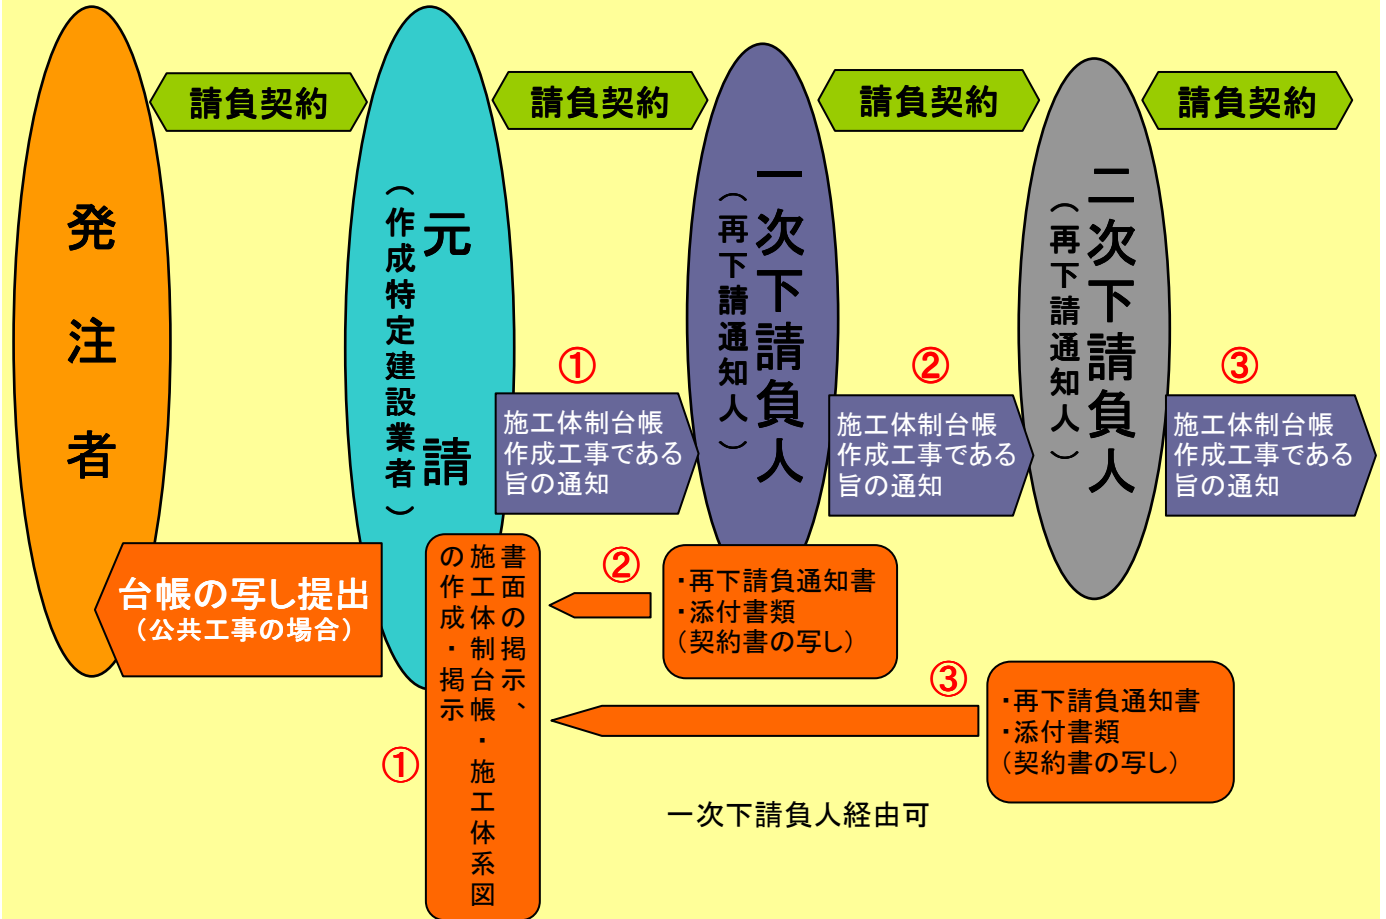 請負契約
請負契約
請負契約
請負契約
発注者
元請
（作成特定建設業者）
一次下請負人
（再下請通知人）
二次下請負人
（再下請通知人）
①
施工体制台帳
作成工事である
旨の通知
②
施工体制台帳
作成工事である
旨の通知
③
施工体制台帳
作成工事である
旨の通知
台帳の写し提出
（公共工事の場合）
①
書面の掲示、
施工体制台帳・施工体系図
の作成・掲示
②
・再下請負通知書
・添付書類
（契約書の写し）
③
・再下請負通知書
・添付書類
（契約書の写し）
一次下請負人経由可